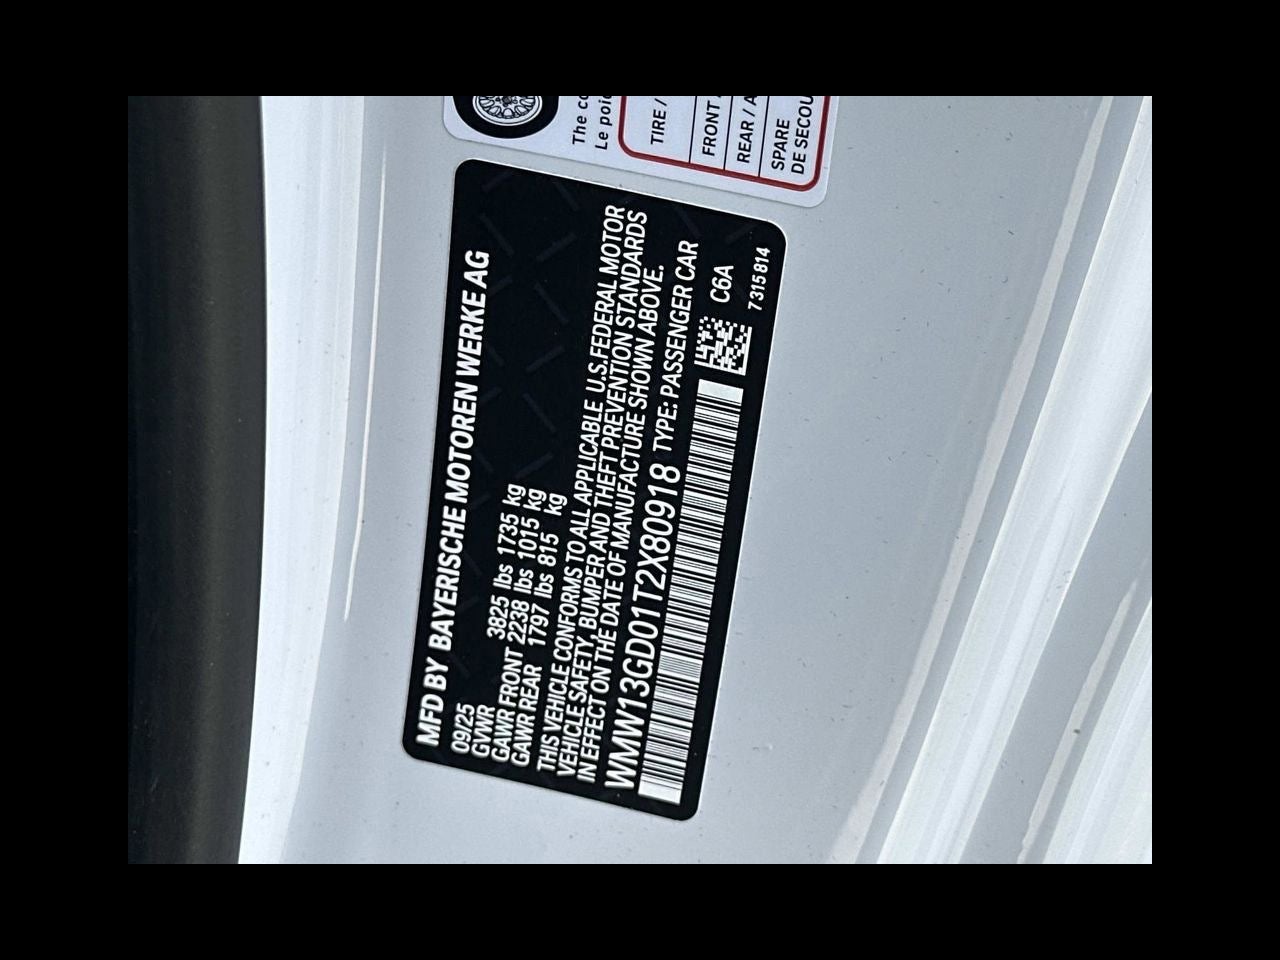 The co
Le poid
TIRE /
FRONT
REAR / A
SPARE
DE SECOU
MFD BY BAYERISCHE MOTOREN WERKE AG
09/25
GVWR 3825 lbs 1735 kg
GAWR FRONT 2238 lbs 1015 kg
GAWR REAR 1797 lbs 815 kg
THIS VEHICLE CONFORMS TO ALL APPLICABLE U.S.FEDERAL MOTOR
VEHICLE SAFETY, BUMPER AND THEFT PREVENTION STANDARDS
IN EFFECT ON THE DATE OF MANUFACTURE SHOWN ABOVE.
WMW13GD01T2X80918 TYPE: PASSENGER CAR
C6A
7315814